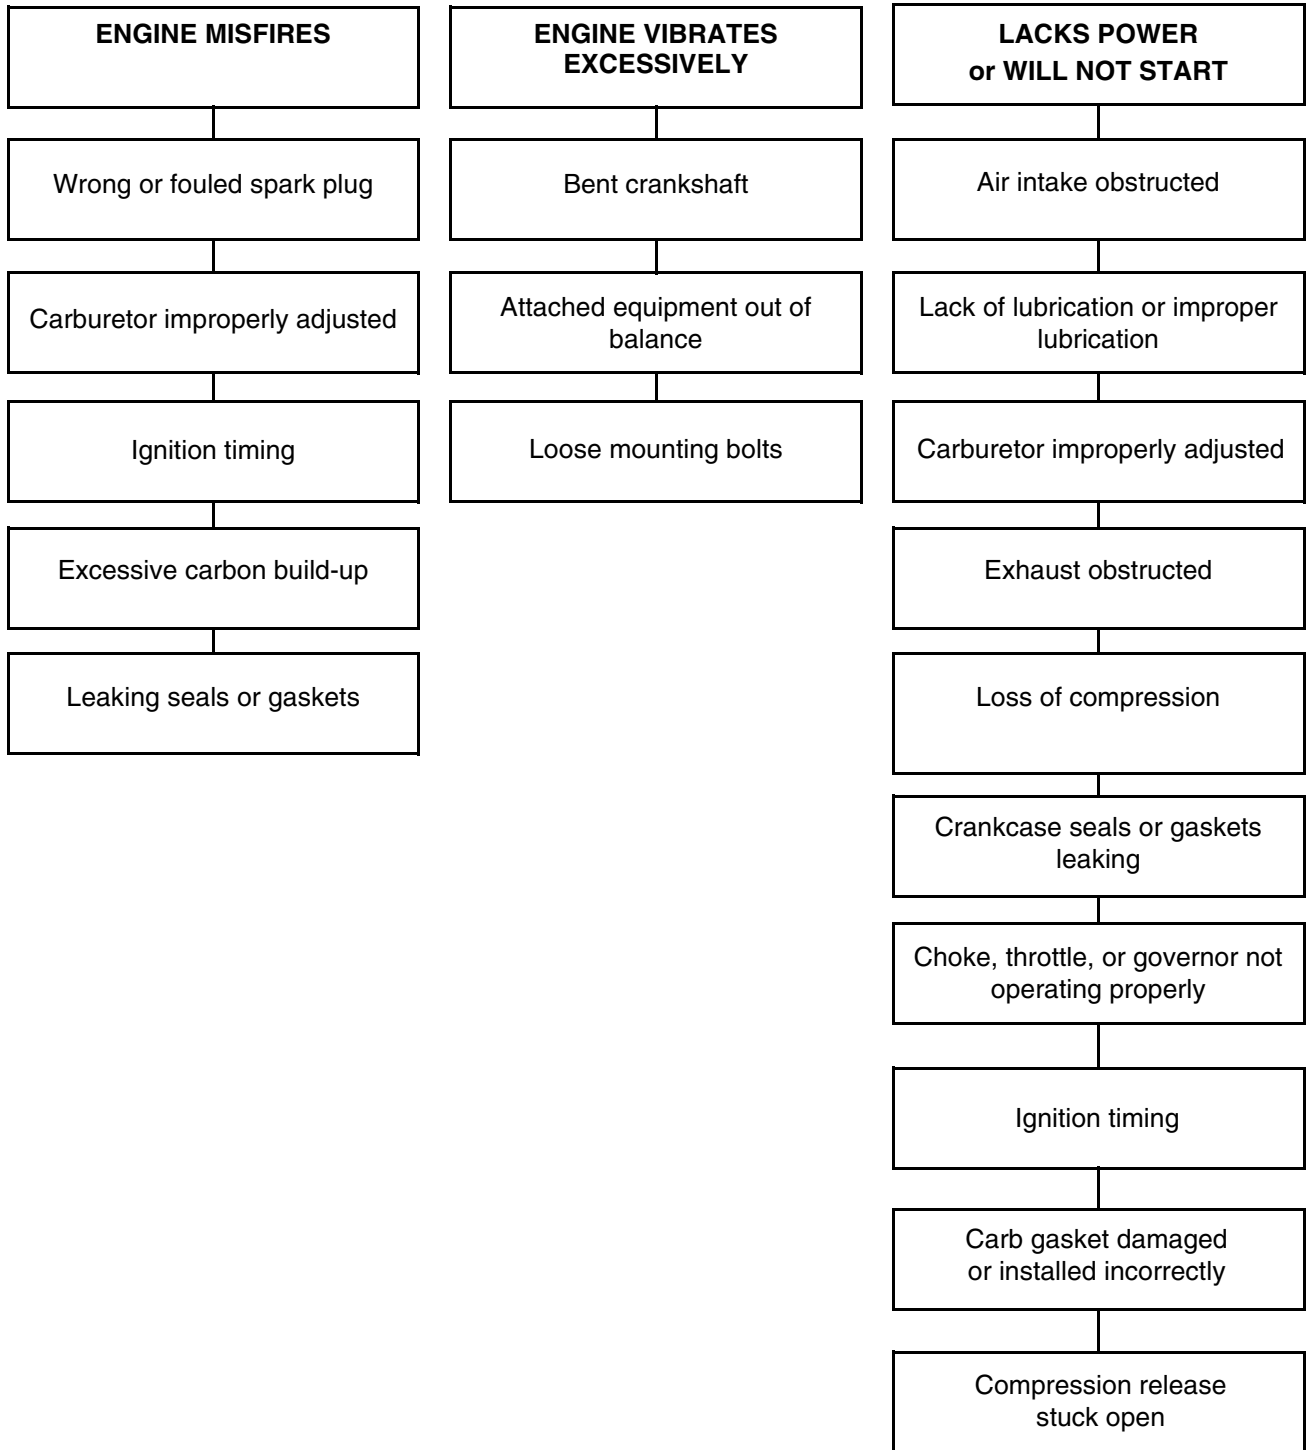 ENGINE MISFIRES
Wrong or fouled spark plug
Carburetor improperly adjusted
Ignition timing
Excessive carbon build-up
Leaking seals or gaskets
ENGINE VIBRATES
EXCESSIVELY
Bent crankshaft
Attached equipment out of
balance
Loose mounting bolts
LACKS POWER
or WILL NOT START
Air intake obstructed
Lack of lubrication or improper
lubrication
Carburetor improperly adjusted
Exhaust obstructed
Loss of compression
Crankcase seals or gaskets
leaking
Choke, throttle, or governor not
operating properly
Ignition timing
Carb gasket damaged
or installed incorrectly
Compression release
stuck open